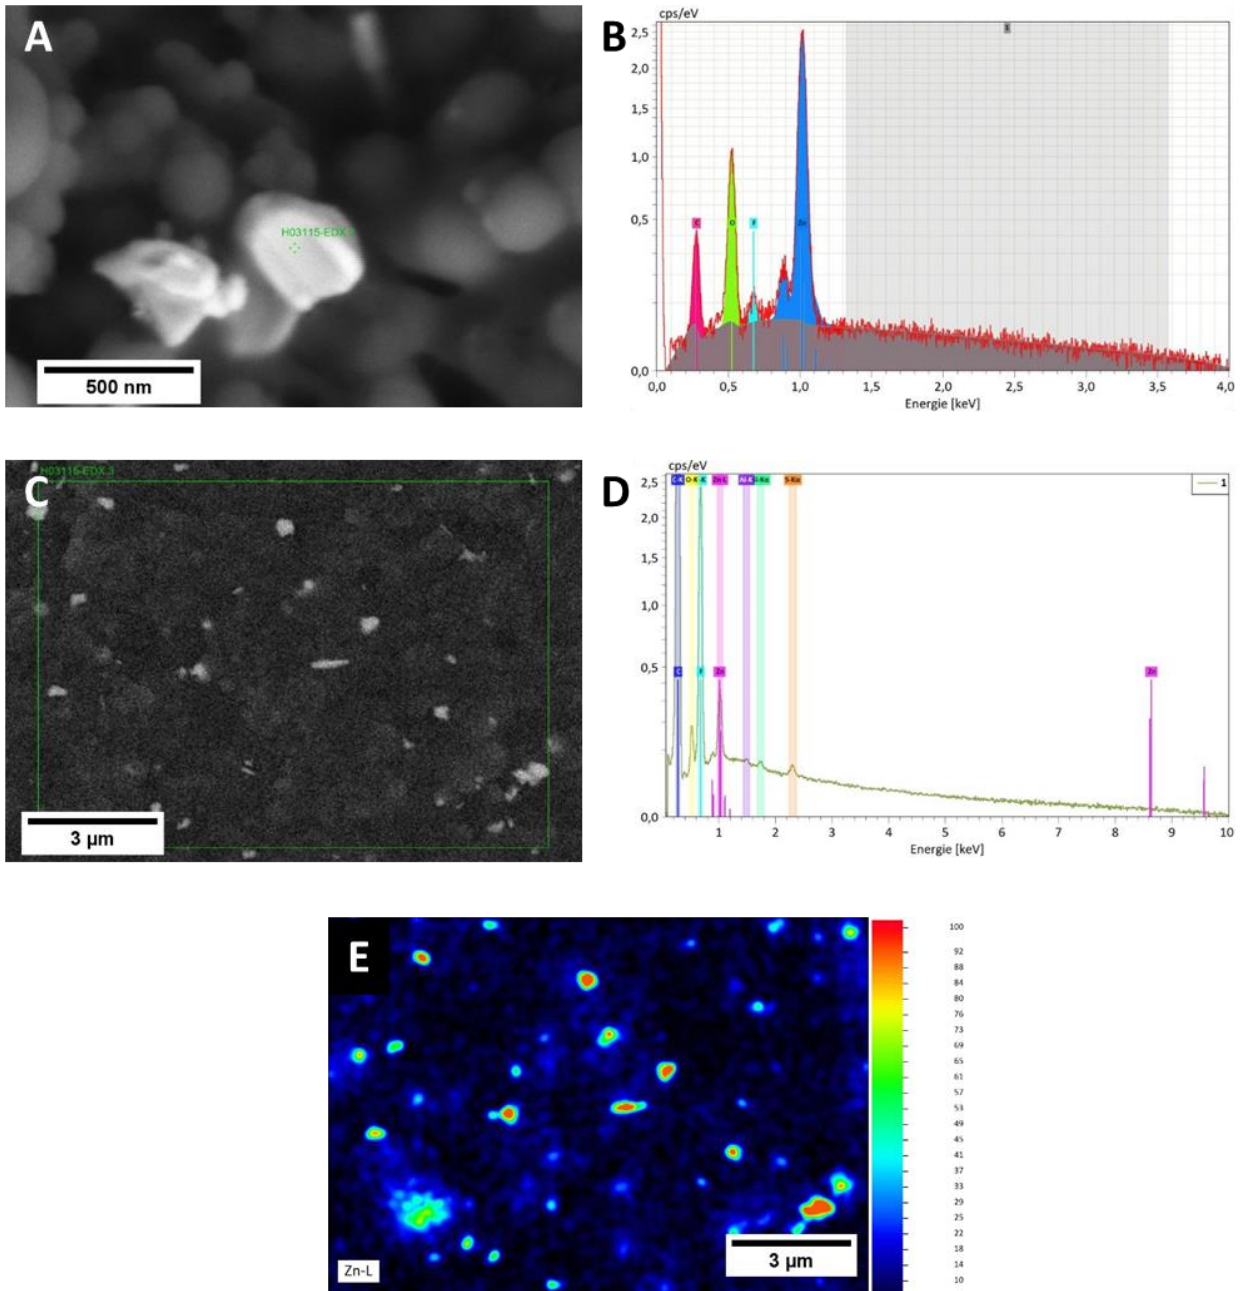 A
H03115-EDX
500 nm
B
cps/eV
2,5
2,0
1,5
1,0
0,5
0,0
C
O
F
Zn
0,0 0,5 1,0 1,5 2,0 2,5 3,0 3,5 4,0
Energie [keV]
H03115-EDX 3
C
3 µm
D
cps/eV
2,5
2,0
1,5
1,0
0,5
0,0
C-K O-K -K Zn-L Al-K i-Kα S-Kα
1
C F Zn Zn
1 2 3 4 5 6 7 8 9 10
Energie [keV]
E
Zn-L
3 µm
100
92
88
84
80
76
73
69
65
61
57
53
49
45
41
37
33
29
25
22
18
14
10